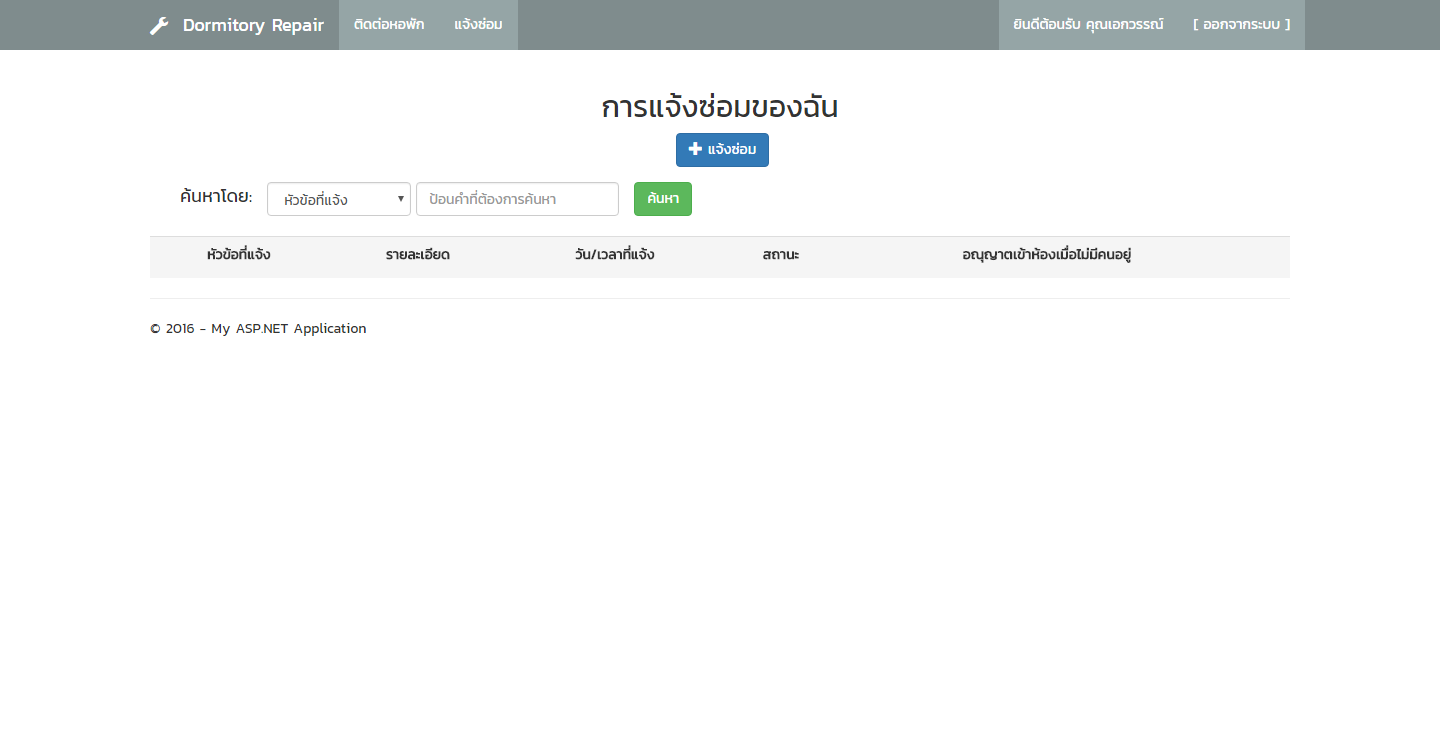 Dormitory Repair ติดต่อหอพัก แจ้งซ่อม ยินดีต้อนรับ คุณเอกวรรณ์ [ ออกจากระบบ ]
การแจ้งซ่อมของฉัน
แจ้งซ่อม
ค้นหาโดย: หัวข้อที่แจ้ง ป้อนคำที่ต้องการค้นหา ค้นหา
หัวข้อที่แจ้ง รายละเอียด วัน/เวลาที่แจ้ง สถานะ อณุญาตเข้าห้องเมื่อไม่มีคนอยู่
© 2016 - My ASP.NET Application